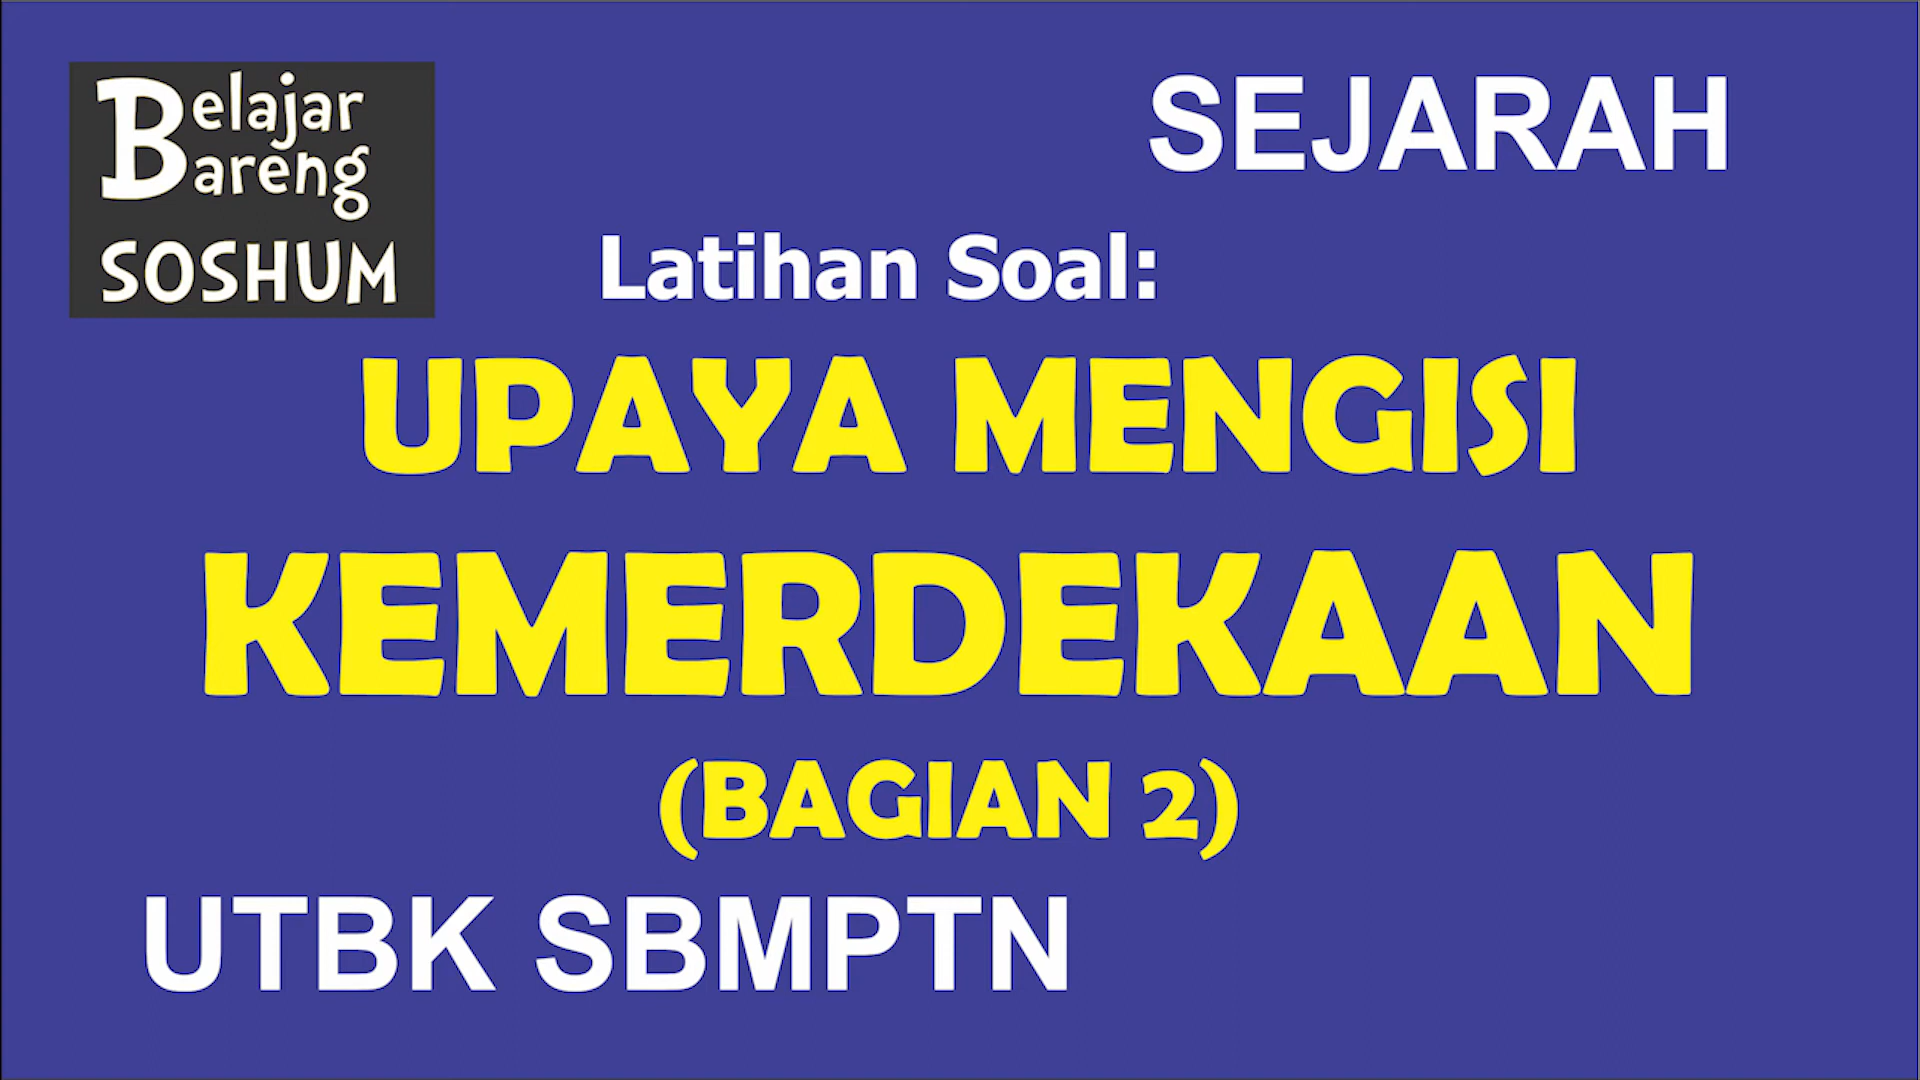 Belajar
Bareng
SOSHUM
SEJARAH
Latihan Soal:
UPAYA MENGISI
KEMERDEKAAN
(BAGIAN 2)
UTBK SBMPTN